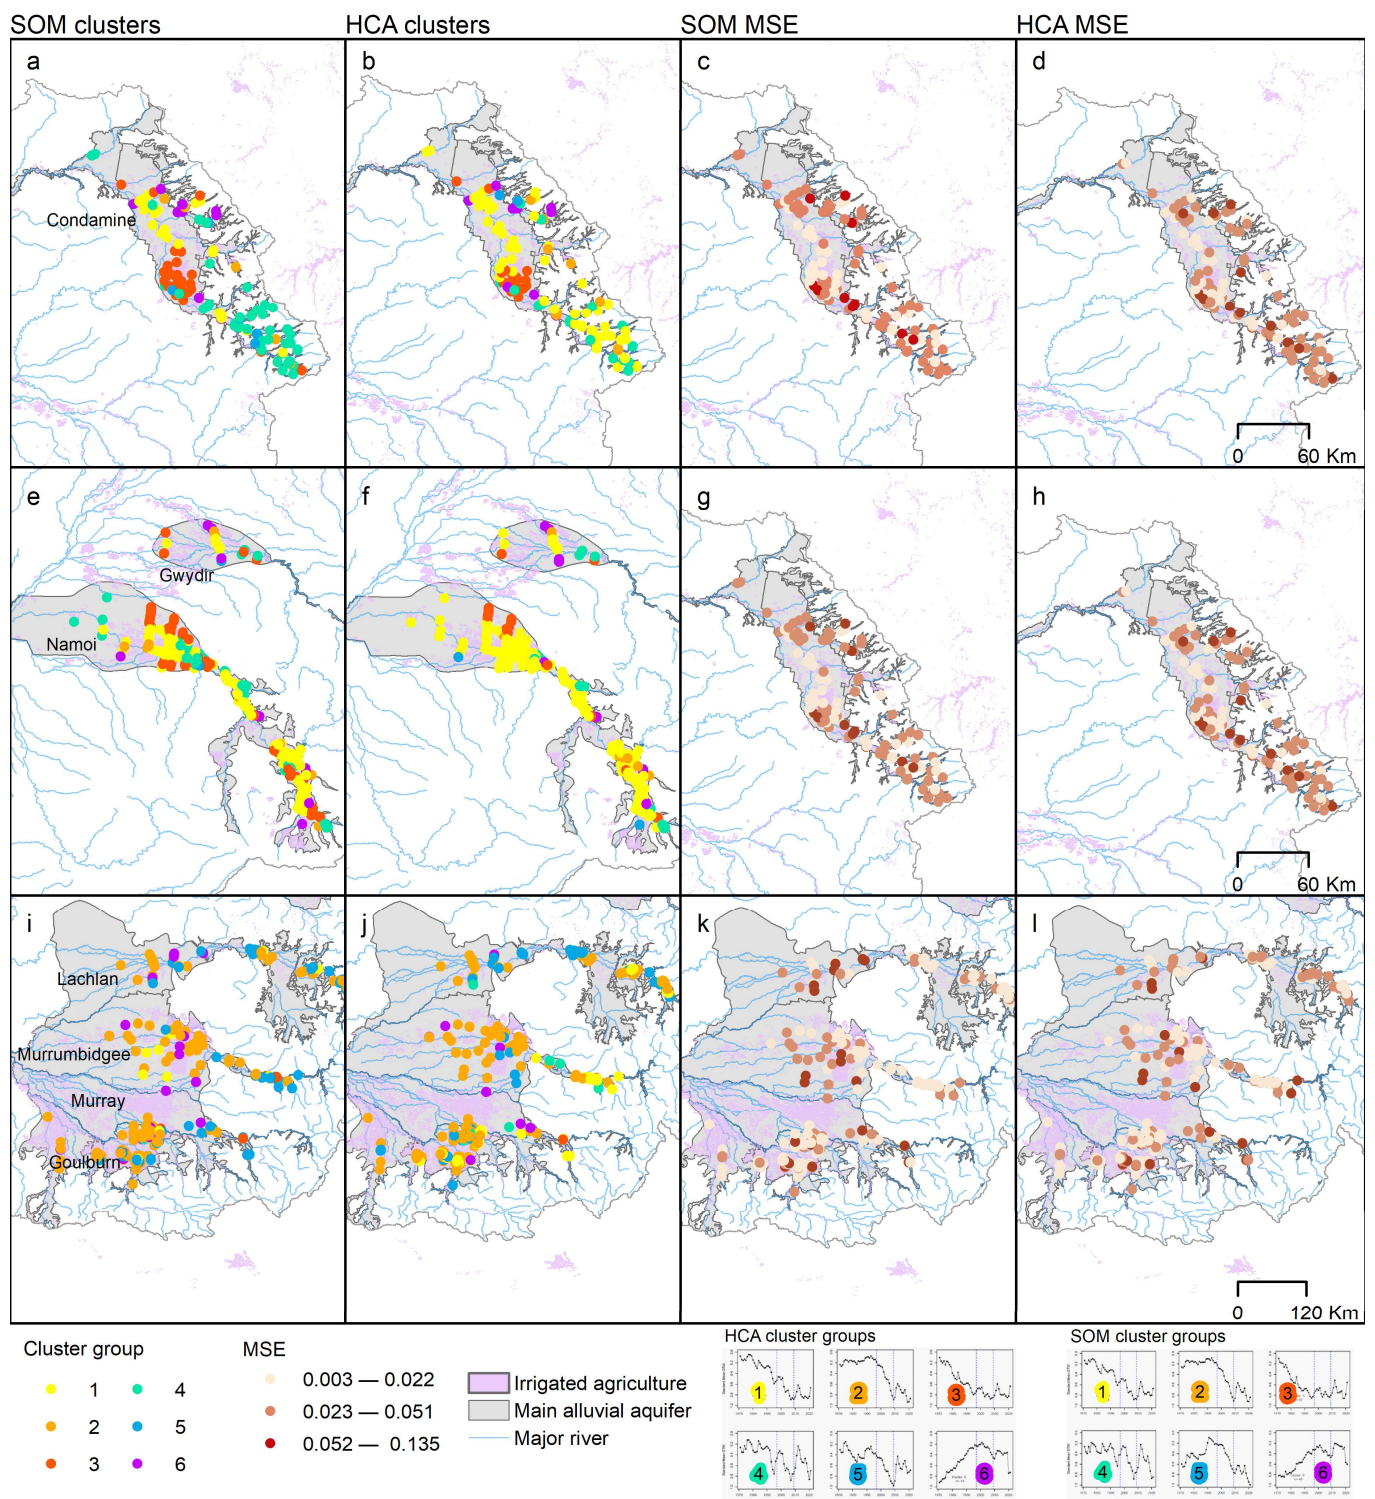 SOM clusters HCA clusters SOM MSE HCA MSE
a b c d
Condamine
0 60 Km
e f g h
Gwydir
Namoi
0 60 Km
i j k l
Lachlan
Murrumbidgee
Murray
Goulburn
0 120 Km
Cluster group
1 4
2 5
3 6
MSE
0.003 — 0.022
0.023 — 0.051
0.052 — 0.135
Irrigated agriculture
Main alluvial aquifer
Major river
HCA cluster groups
1 2 3
4 5 6
SOM cluster groups
1 2 3
4 5 6